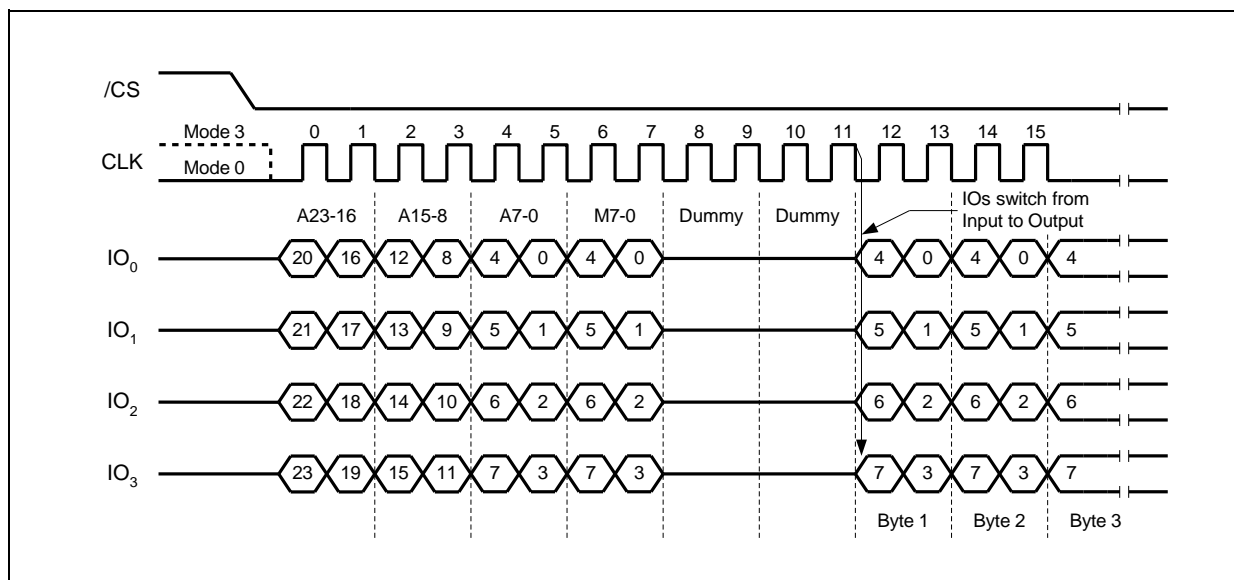 /CS
Mode 3 0 1 2 3 4 5 6 7 8 9 10 11 12 13 14 15
CLK
Mode 0
IOs switch from
Input to Output
A23-16 A15-8 A7-0 M7-0 Dummy Dummy
IO0 20 16 12 8 4 0 4 0 4 0 4 0 4
IO1 21 17 13 9 5 1 5 1 5 1 5 1 5
IO2 22 18 14 10 6 2 6 2 6 2 6 2 6
IO3 23 19 15 11 7 3 7 3 7 3 7 3 7
Byte 1 Byte 2 Byte 3